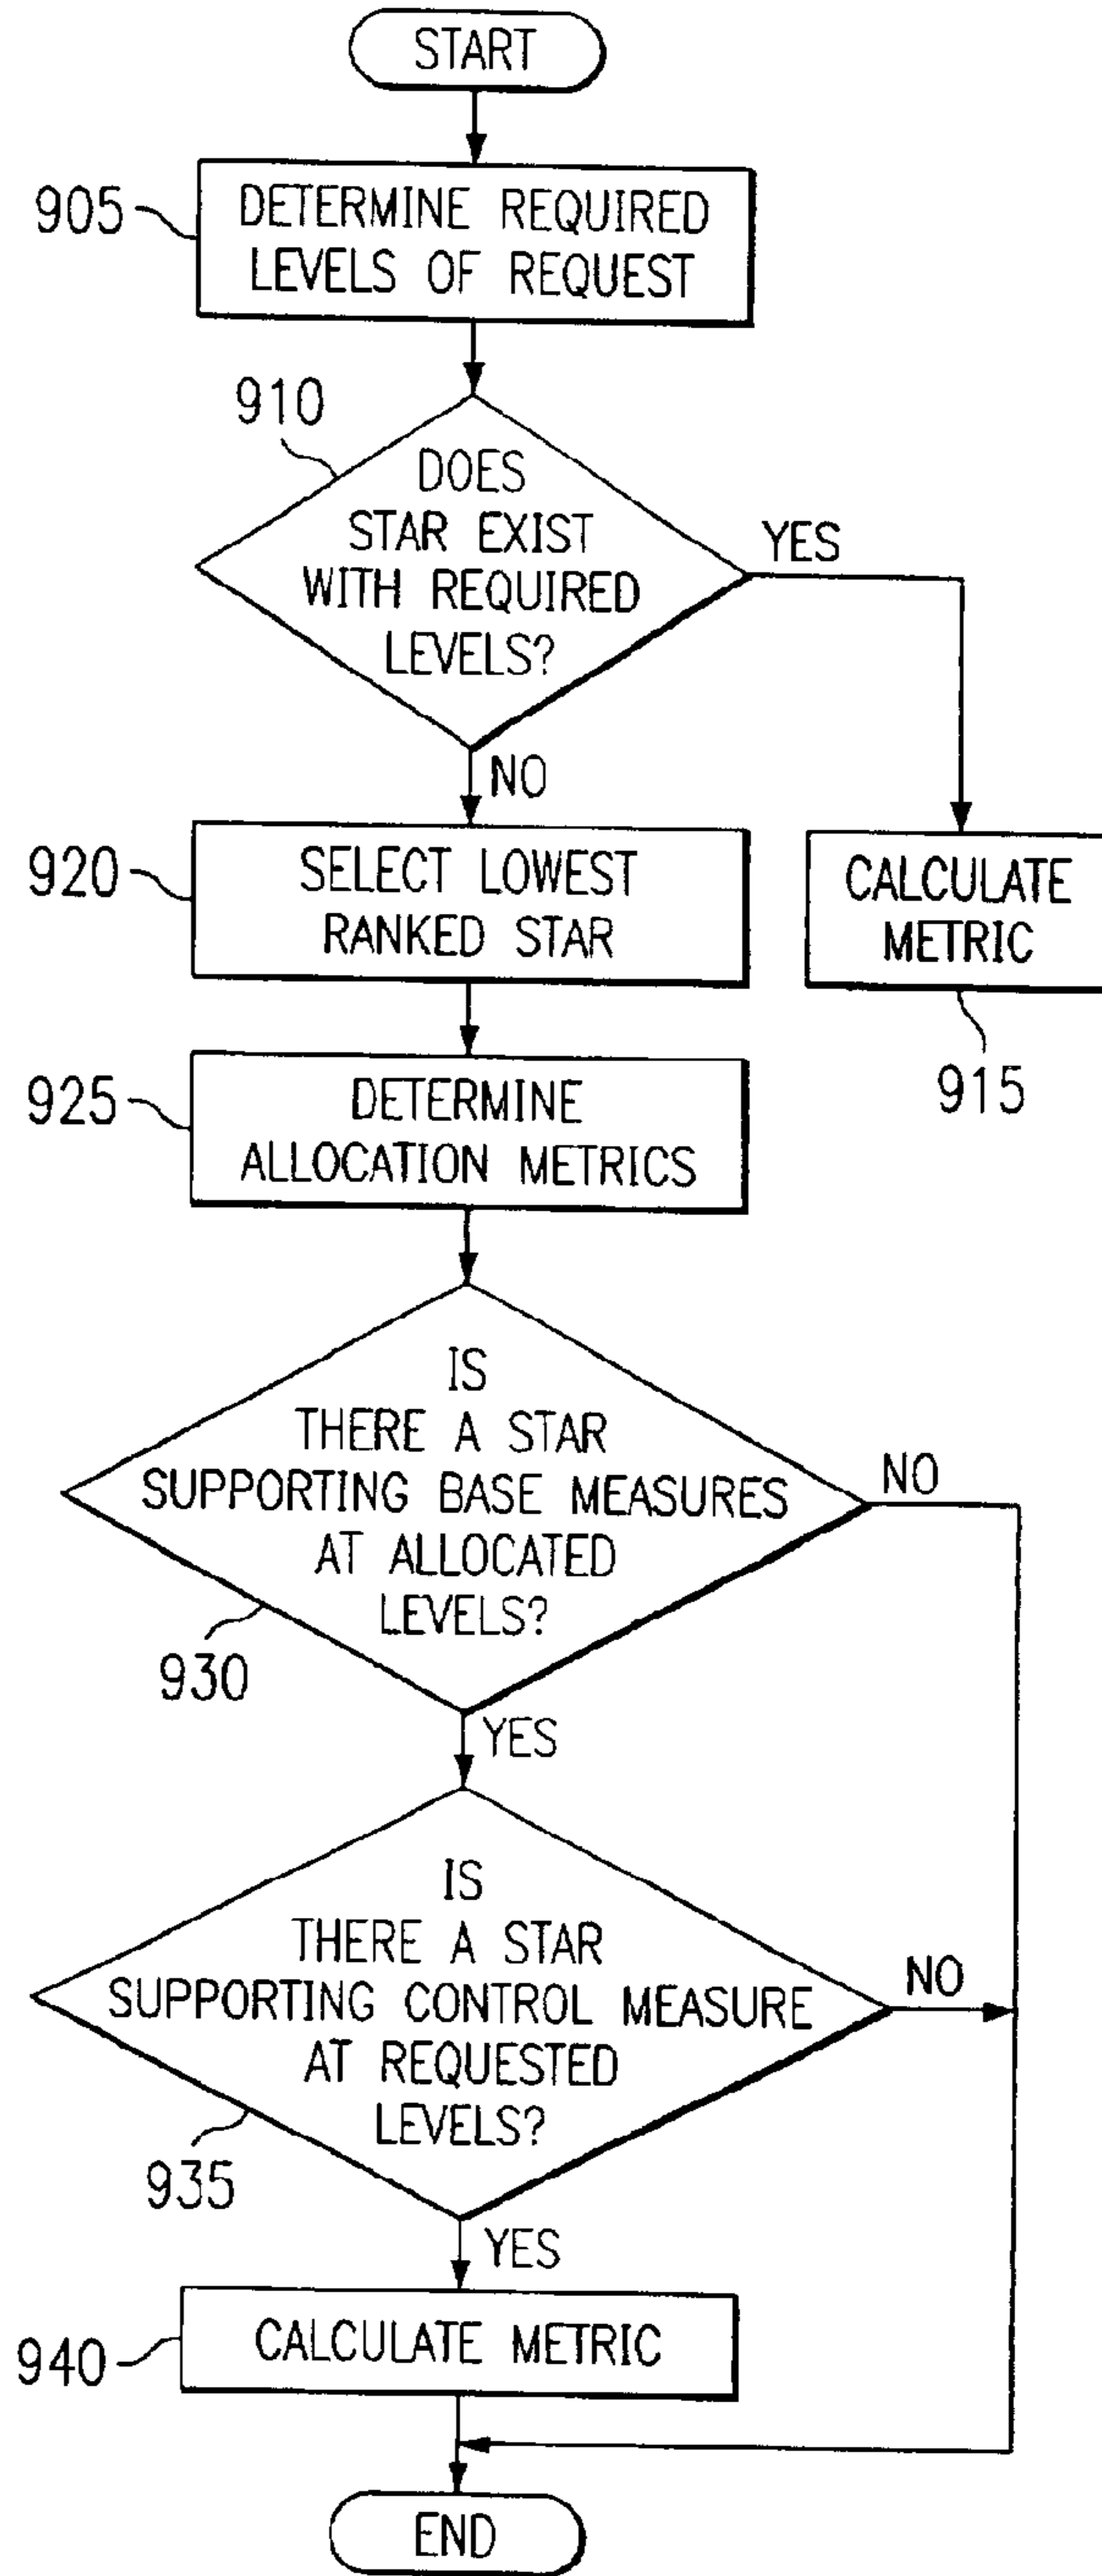 START
905
DETERMINE REQUIRED
LEVELS OF REQUEST
910
DOES
STAR EXIST
WITH REQUIRED
LEVELS?
YES
NO
920
SELECT LOWEST
RANKED STAR
CALCULATE
METRIC
915
925
DETERMINE
ALLOCATION METRICS
IS
THERE A STAR
SUPPORTING BASE MEASURES
AT ALLOCATED
LEVELS?
NO
930
YES
IS
THERE A STAR
SUPPORTING CONTROL MEASURE
AT REQUESTED
LEVELS?
NO
935
YES
940
CALCULATE METRIC
END